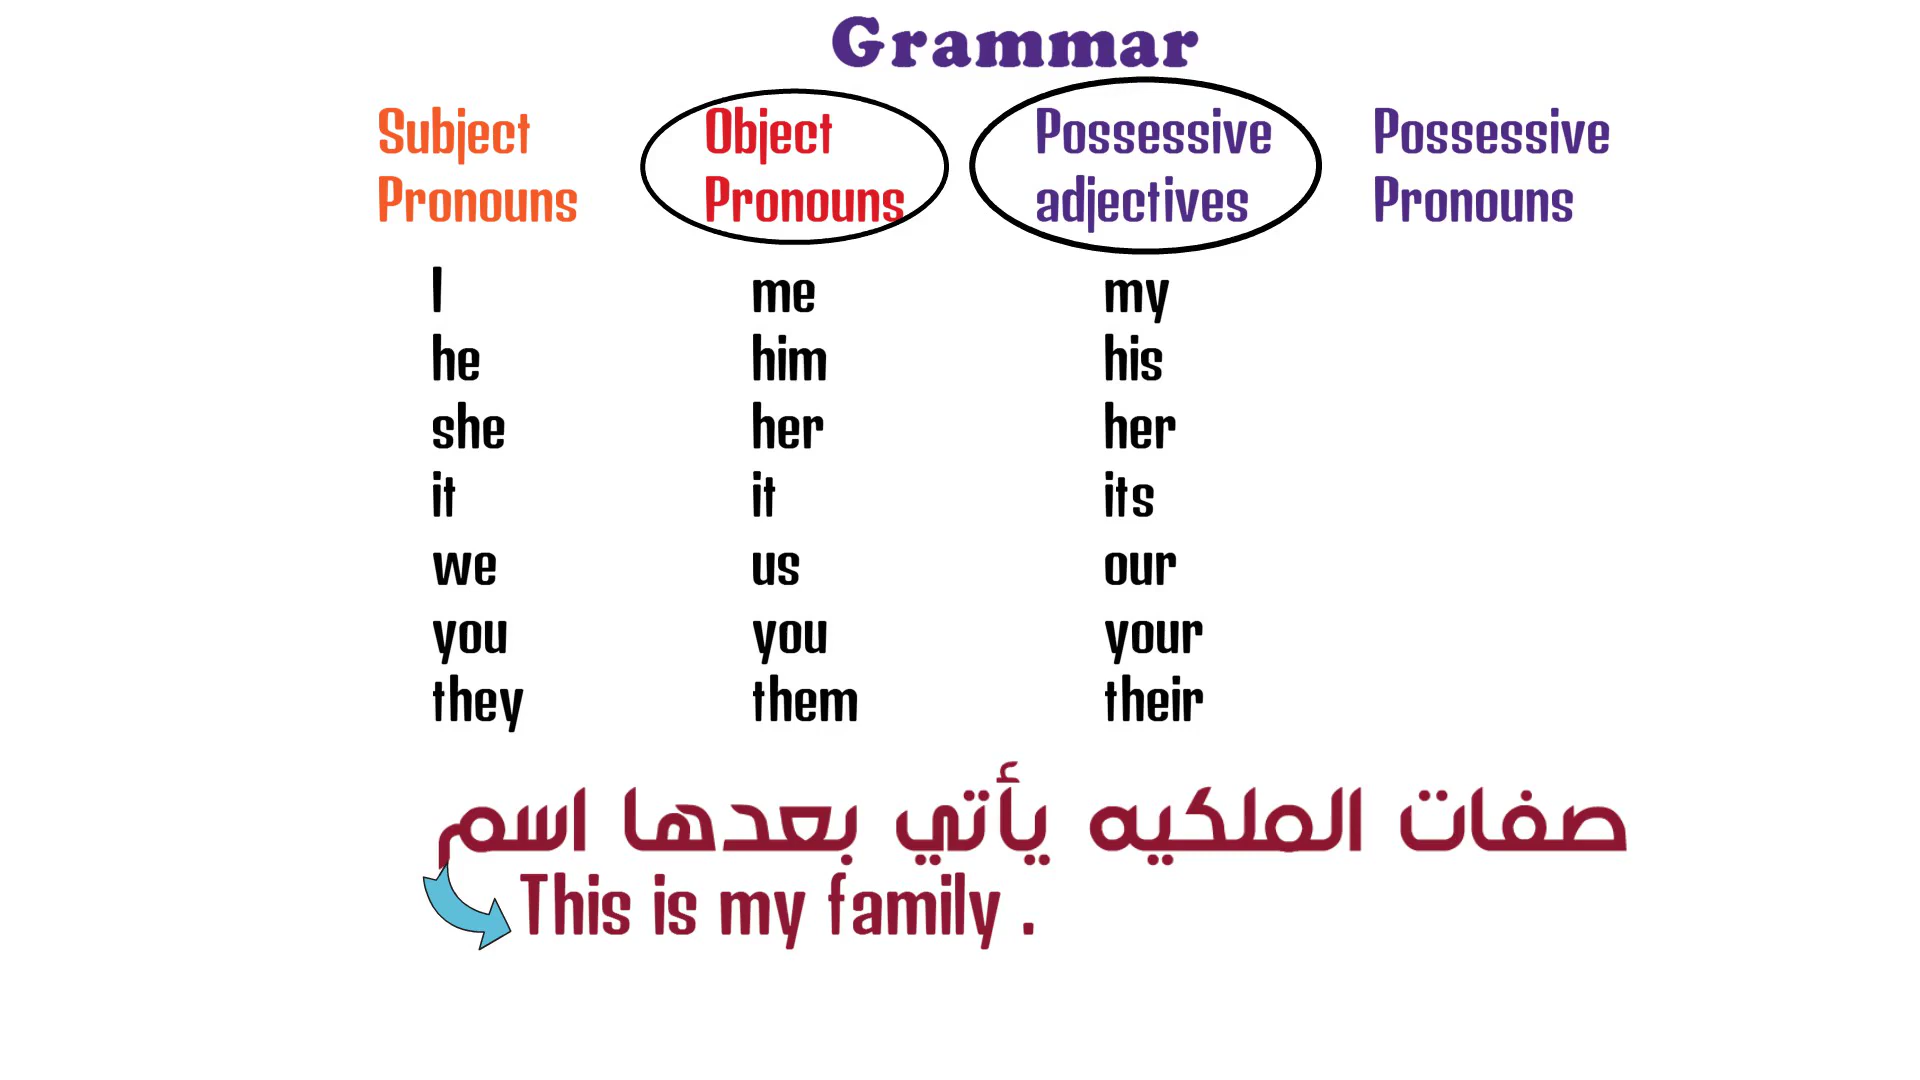 Grammar
Subject Pronouns Object Pronouns Possessive adjectives Possessive Pronouns
I me my
he him his
she her her
it it its
we us our
you you your
they them their
صفات الملكيه يأتي بعدها اسم
This is my family .